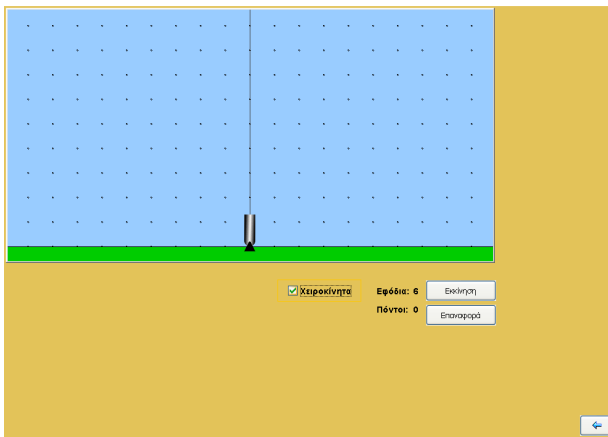 Χειροκίνητα
Εφόδια: 6
Εκκίνηση
Πόντοι: 0
Επαναφορά